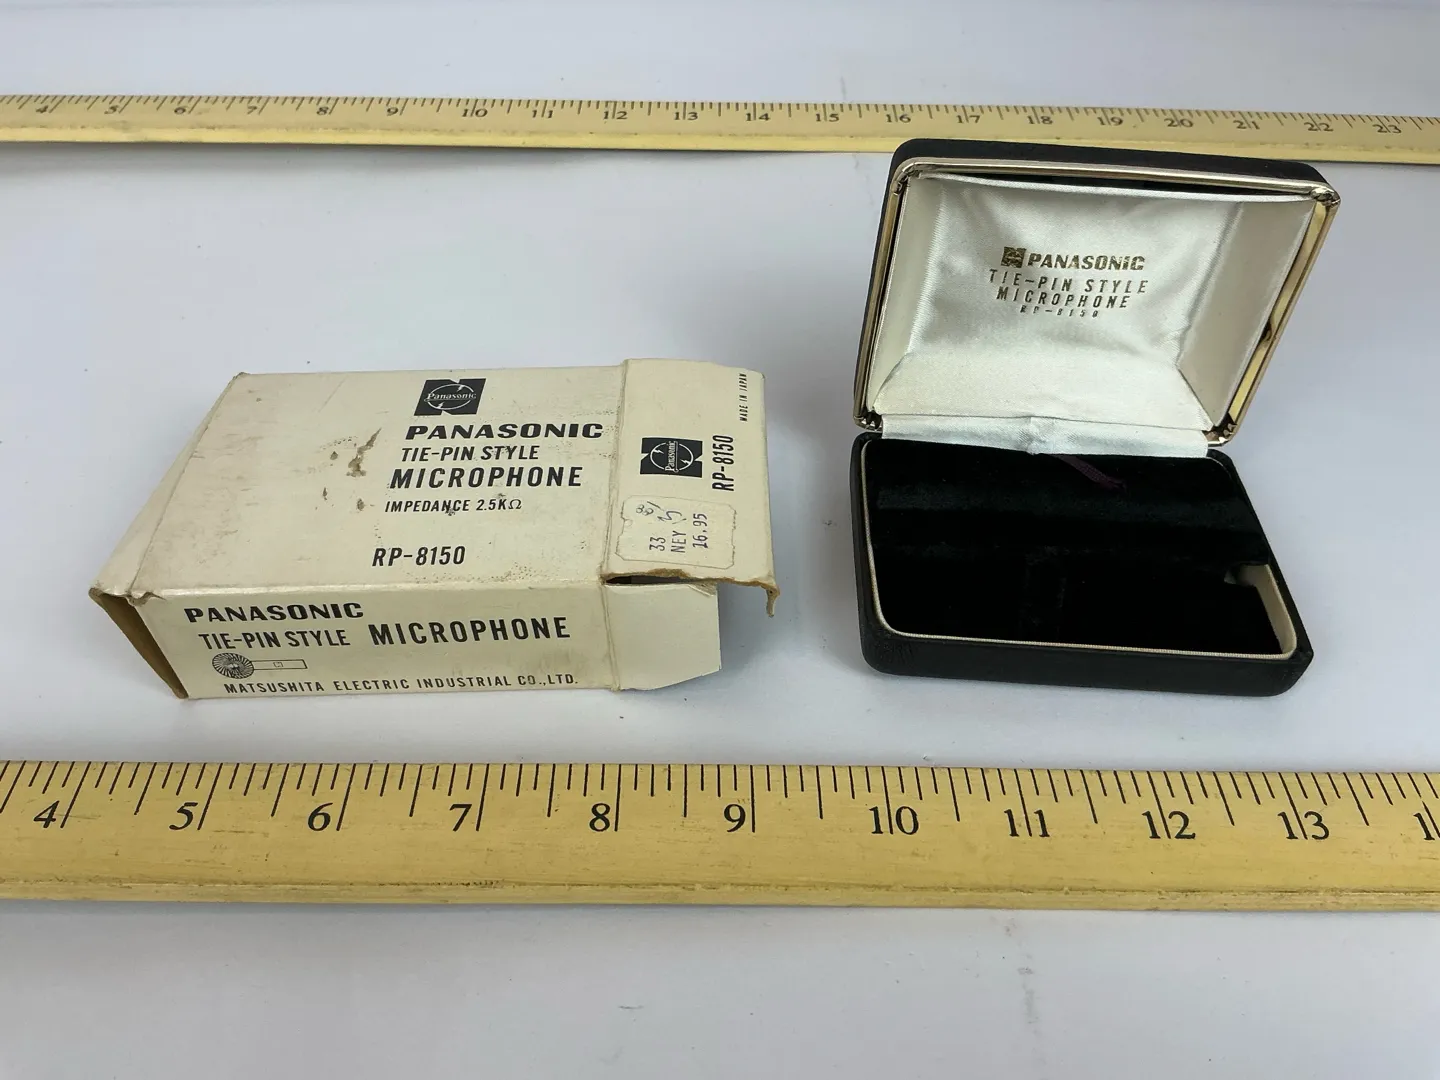 4 5 6 7 8 9 10 11 12 13 14 15 16 17 18 19 20 21 22 23
PANASONIC
TIE-PIN STYLE
MICROPHONE
RP-8150
Panasonic
PANASONIC
TIE-PIN STYLE
MICROPHONE
IMPEDANCE 2.5KΩ
RP-8150
MADE IN JAPAN
Panasonic
RP-8150
33
NEY
16.95
PANASONIC
TIE-PIN STYLE MICROPHONE
MATSUSHITA ELECTRIC INDUSTRIAL CO.,LTD.
4 5 6 7 8 9 10 11 12 13